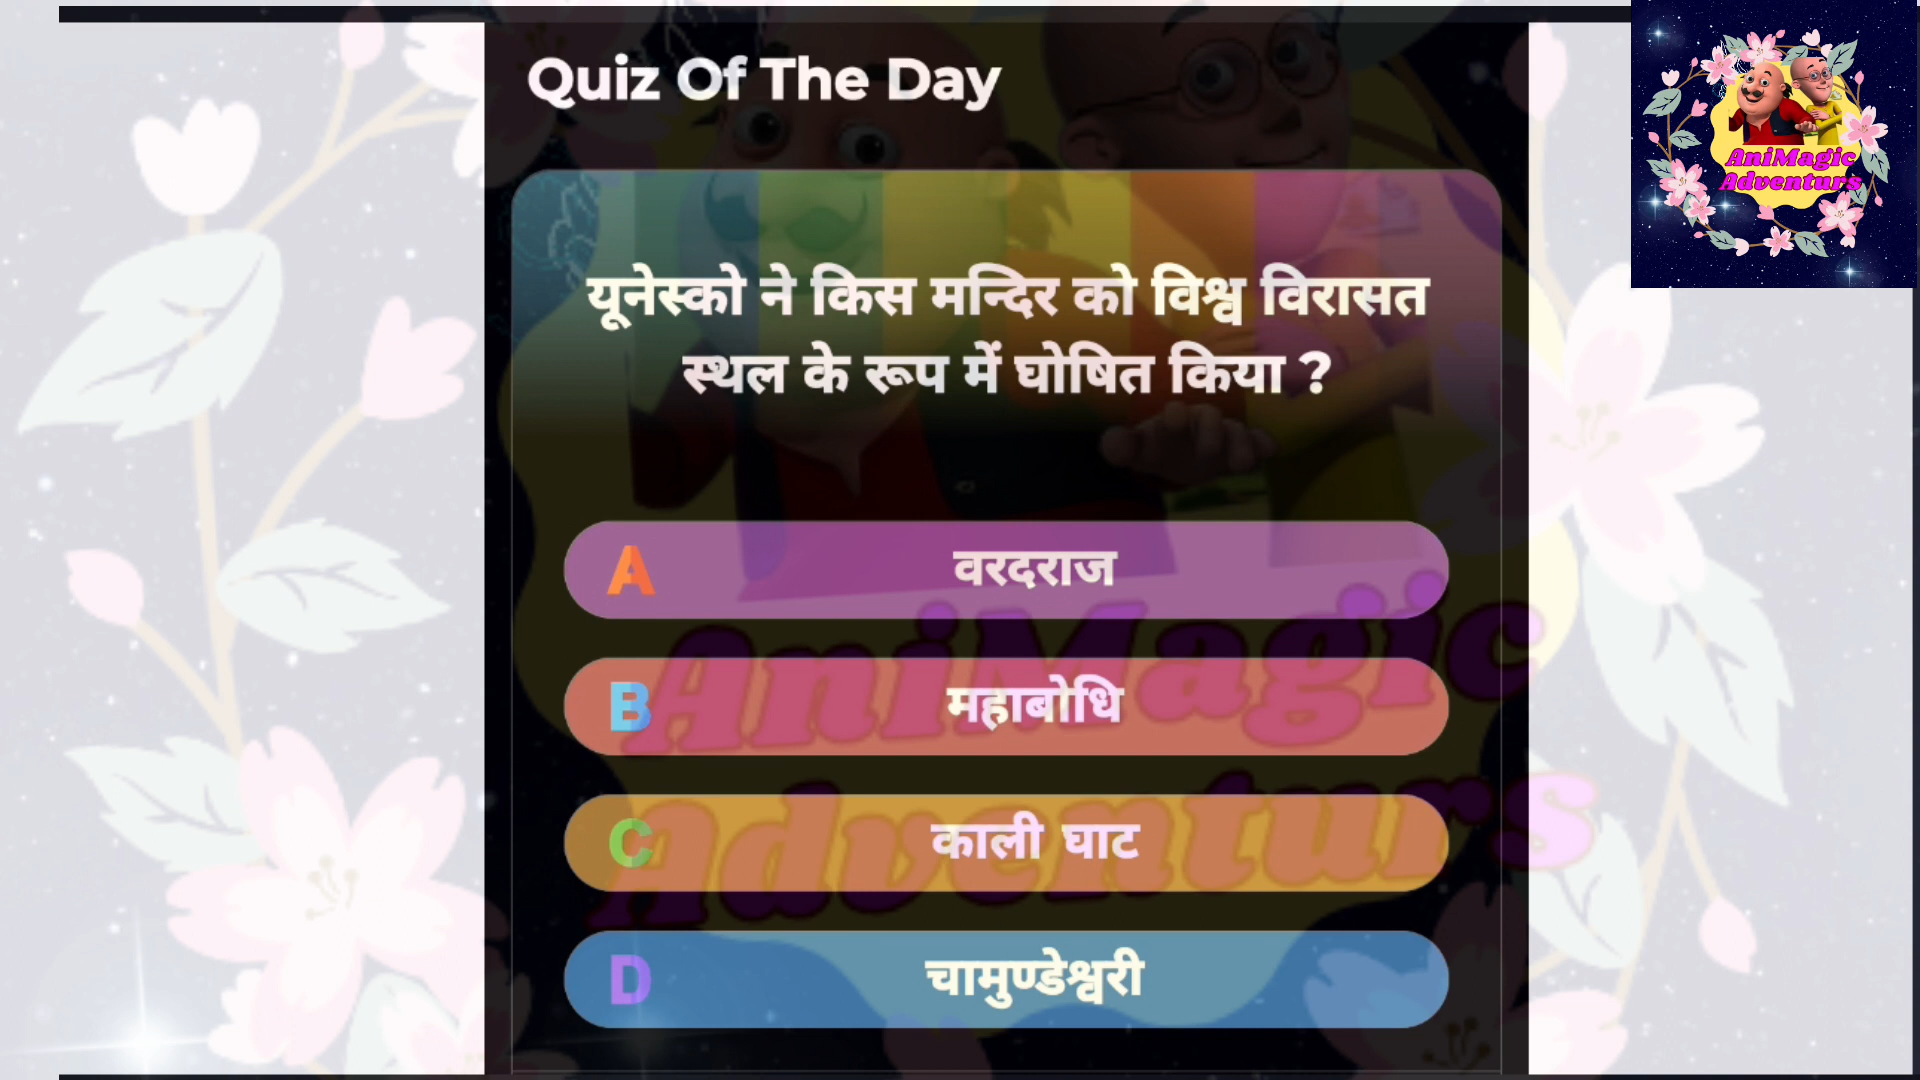 Quiz Of The Day
AniMagic
Adventurs
यूनेस्को ने किस मन्दिर को विश्व विरासत
स्थल के रूप में घोषित किया ?
A वरदराज
B महाबोधि
C काली घाट
D चामुण्डेश्वरी
AniMagic
Adventurs